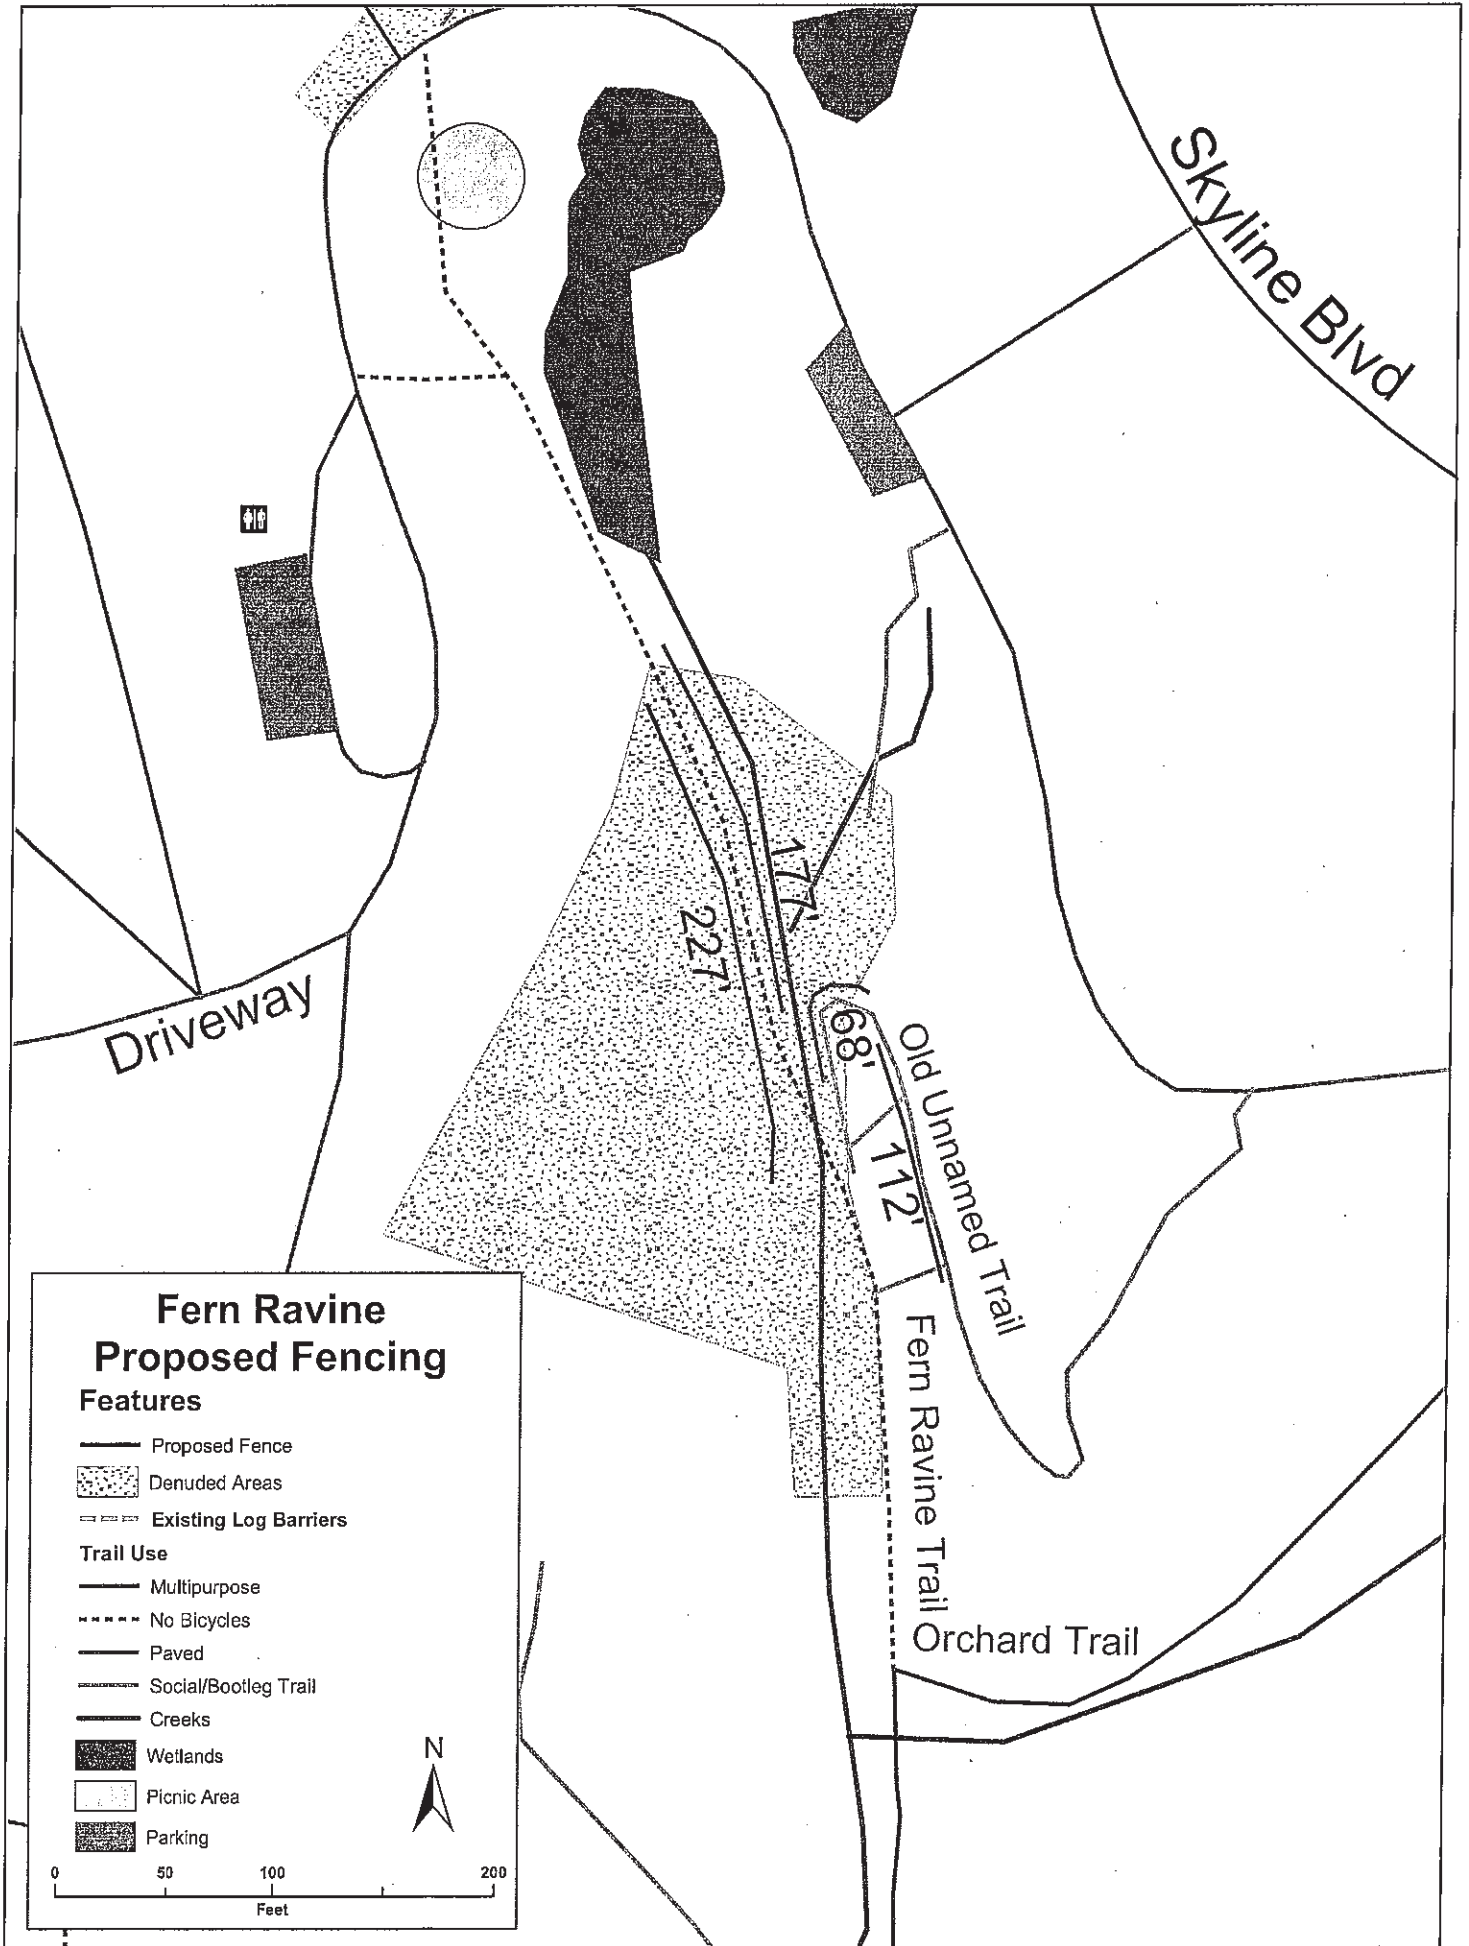 Skyline Blvd
177'
227'
Driveway
68'
Old Unnamed Trail
112'
Fern Ravine Trail
Orchard Trail
Fern Ravine
Proposed Fencing
Features
Proposed Fence
Denuded Areas
Existing Log Barriers
Trail Use
Multipurpose
No Bicycles
Paved
Social/Bootleg Trail
Creeks
Wetlands
Picnic Area
Parking
N
0 50 100 200
Feet